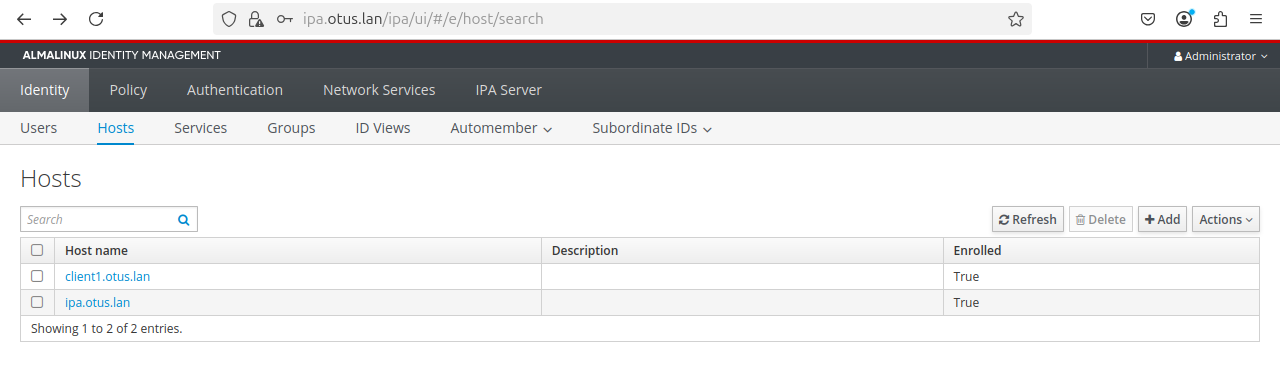 ipa.otus.lan/ipa/ui/#/e/host/search
ALMALINUX IDENTITY MANAGEMENT Administrator
Identity Policy Authentication Network Services IPA Server
Users Hosts Services Groups ID Views Automember Subordinate IDs
Hosts
Search Refresh Delete Add Actions
Host name Description Enrolled
client1.otus.lan True
ipa.otus.lan True
Showing 1 to 2 of 2 entries.